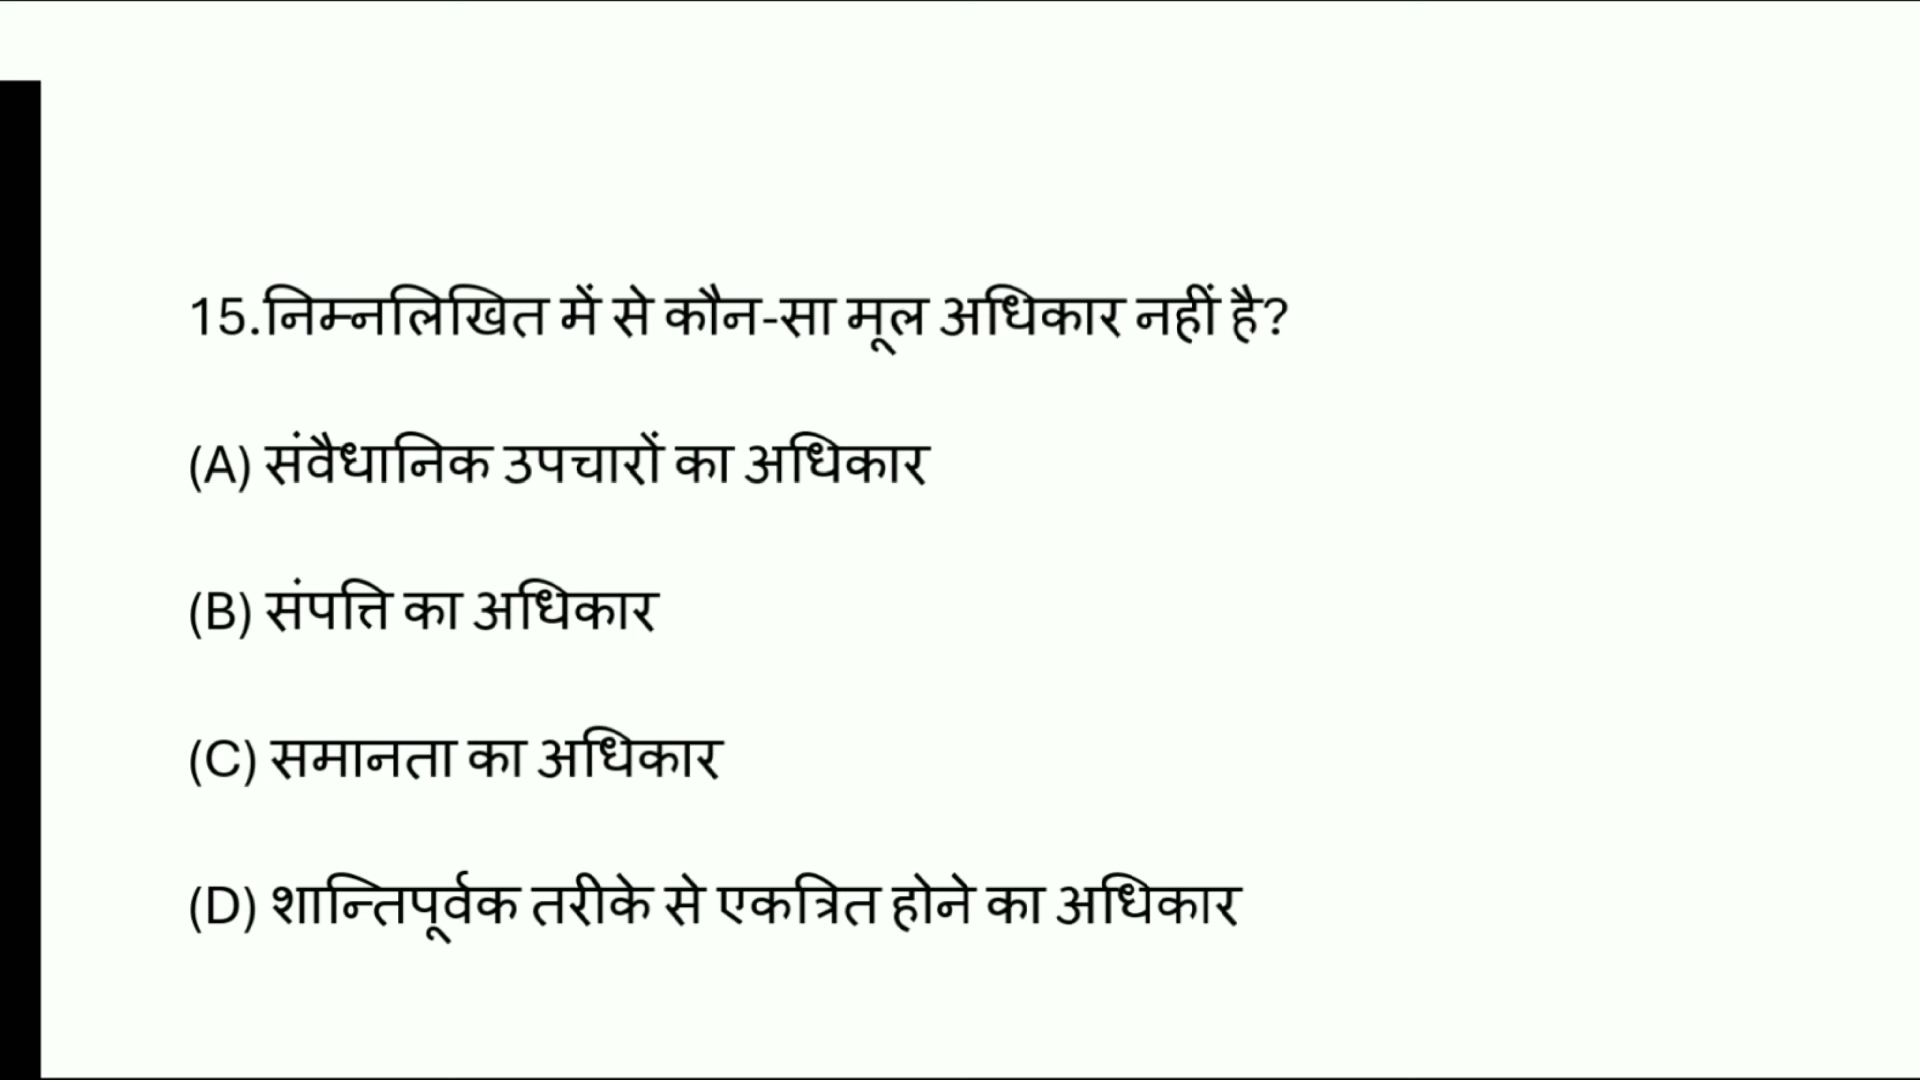 15.निम्नलिखित में से कौन-सा मूल अधिकार नहीं है?
(A) संवैधानिक उपचारों का अधिकार
(B) संपत्ति का अधिकार
(C) समानता का अधिकार
(D) शान्तिपूर्वक तरीके से एकत्रित होने का अधिकार